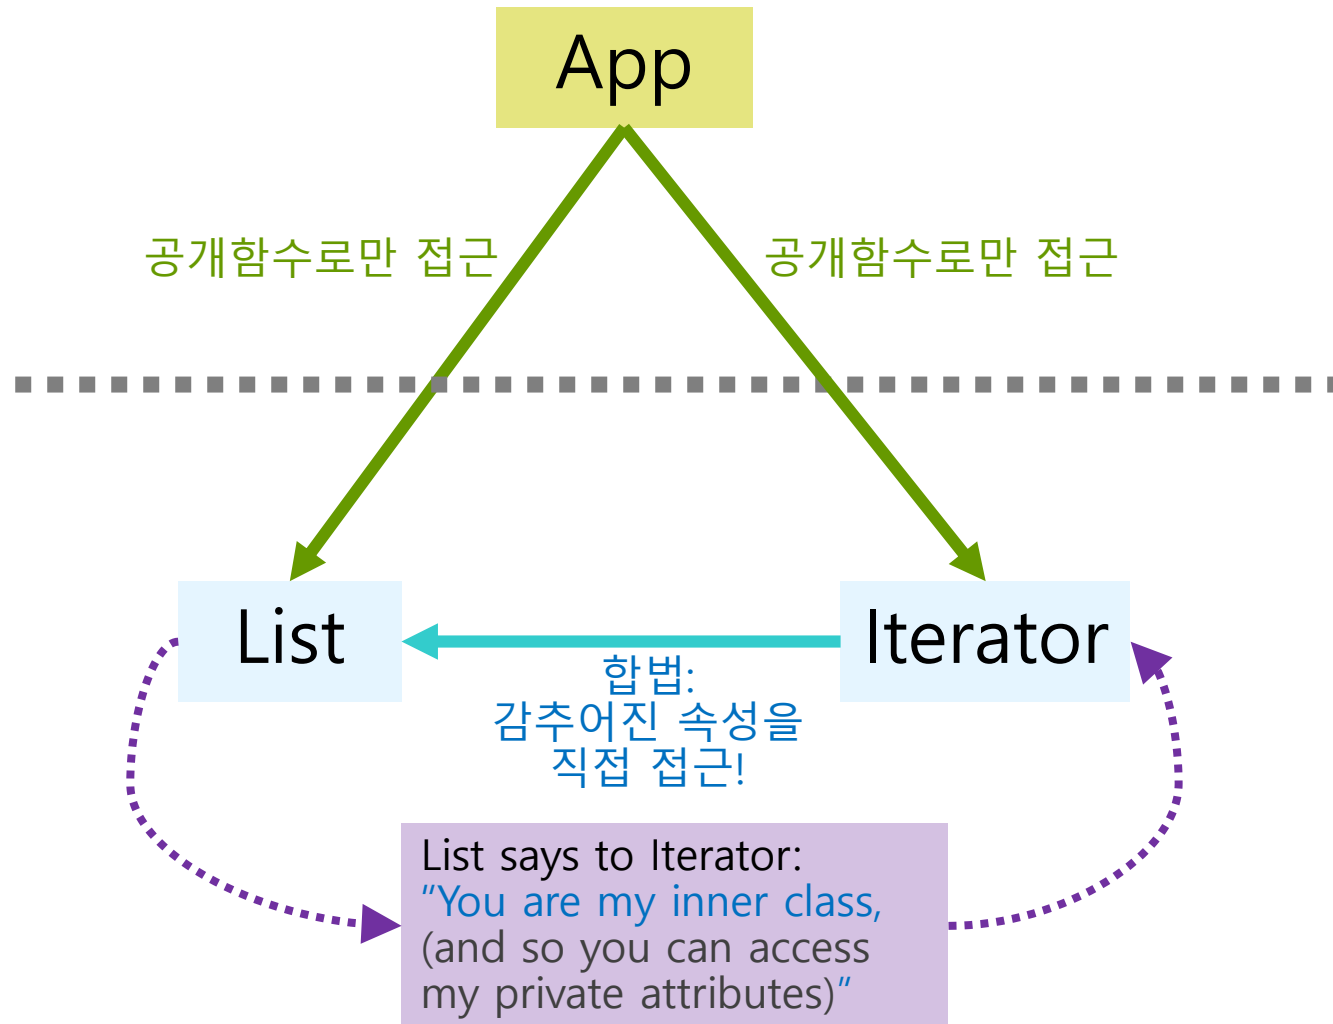 App
공개함수로만 접근
공개함수로만 접근
List
Iterator
합법:
감추어진 속성을
직접 접근!
List says to Iterator:
“You are my inner class,
(and so you can access
my private attributes)”